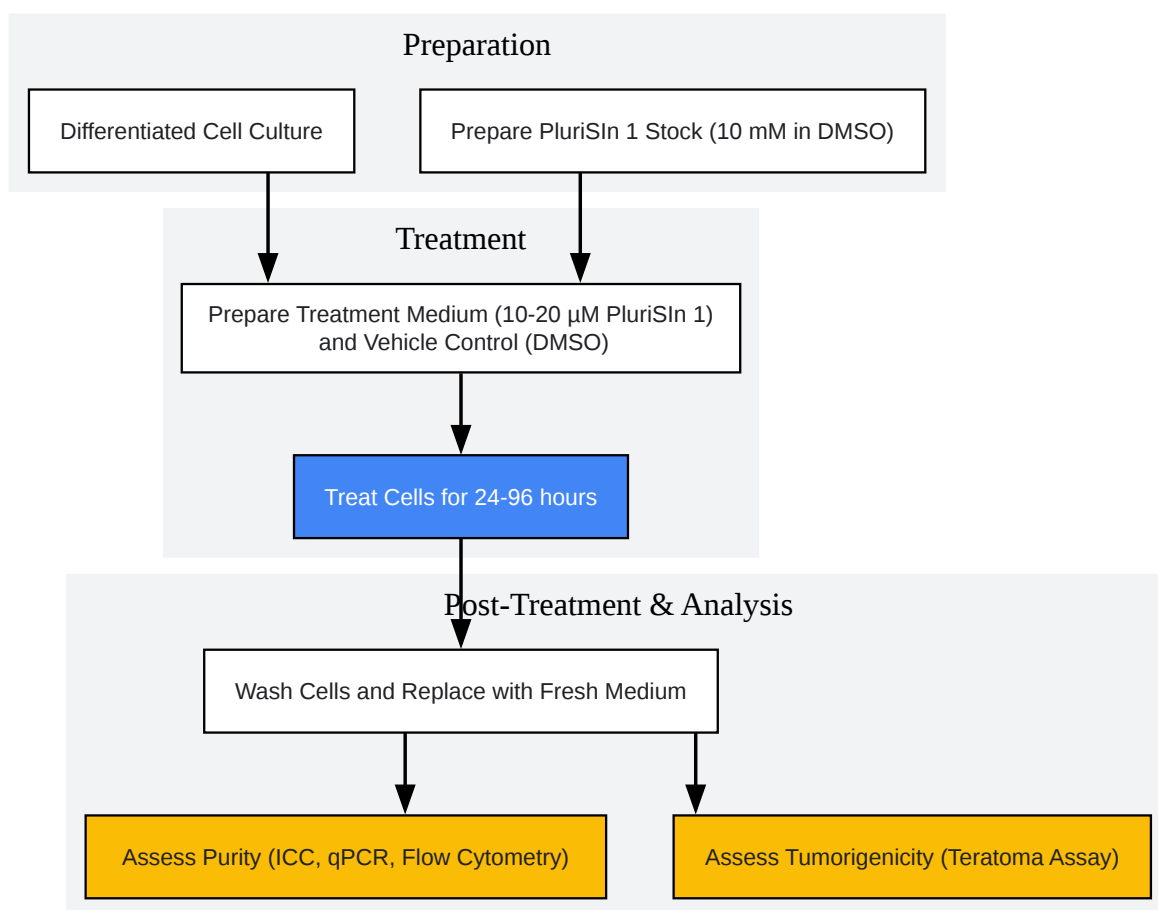 Preparation
Differentiated Cell Culture
Prepare PluriSIn 1 Stock (10 mM in DMSO)
Treatment
Prepare Treatment Medium (10-20 µM PluriSIn 1)
and Vehicle Control (DMSO)
Treat Cells for 24-96 hours
Post-Treatment & Analysis
Wash Cells and Replace with Fresh Medium
Assess Purity (ICC, qPCR, Flow Cytometry)
Assess Tumorigenicity (Teratoma Assay)